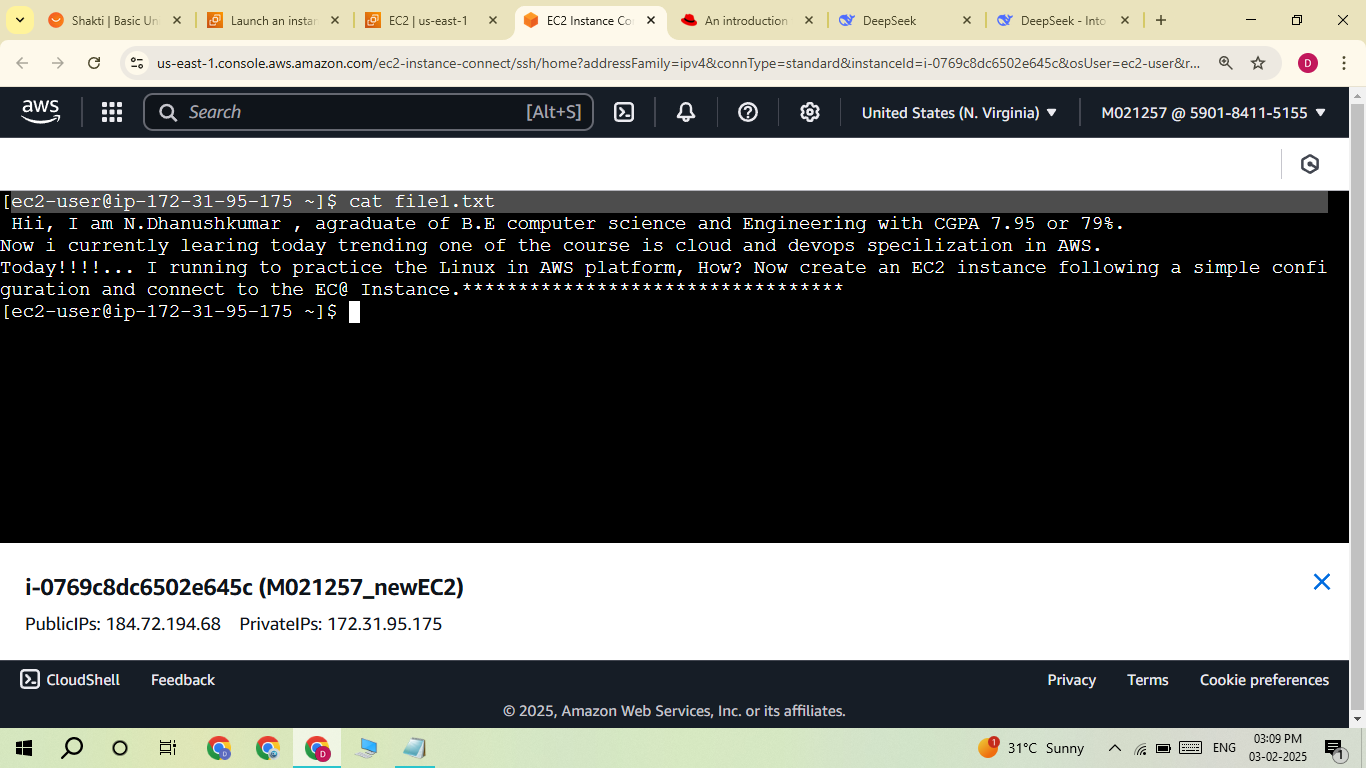 Shakti | Basic Un
Launch an instan
EC2 | us-east-1
EC2 Instance Co
An introduction
DeepSeek
DeepSeek - Into
us-east-1.console.aws.amazon.com/ec2-instance-connect/ssh/home?addressFamily=ipv4&connType=standard&instanceId=i-0769c8dc6502e645c&osUser=ec2-user&r...
D
aws
Search
[Alt+S]
United States (N. Virginia)
M021257 @ 5901-8411-5155
[ec2-user@ip-172-31-95-175 ~]$ cat file1.txt
Hii, I am N.Dhanushkumar , agraduate of B.E computer science and Engineering with CGPA 7.95 or 79%.
Now i currently learing today trending one of the course is cloud and devops specilization in AWS.
Today!!!!... I running to practice the Linux in AWS platform, How? Now create an EC2 instance following a simple confi
guration and connect to the EC@ Instance.**********************************
[ec2-user@ip-172-31-95-175 ~]$
i-0769c8dc6502e645c (M021257_newEC2)
PublicIPs: 184.72.194.68 PrivateIPs: 172.31.95.175
CloudShell
Feedback
Privacy
Terms
Cookie preferences
© 2025, Amazon Web Services, Inc. or its affiliates.
D
D
1
31°C Sunny
ENG
03:09 PM
03-02-2025
1